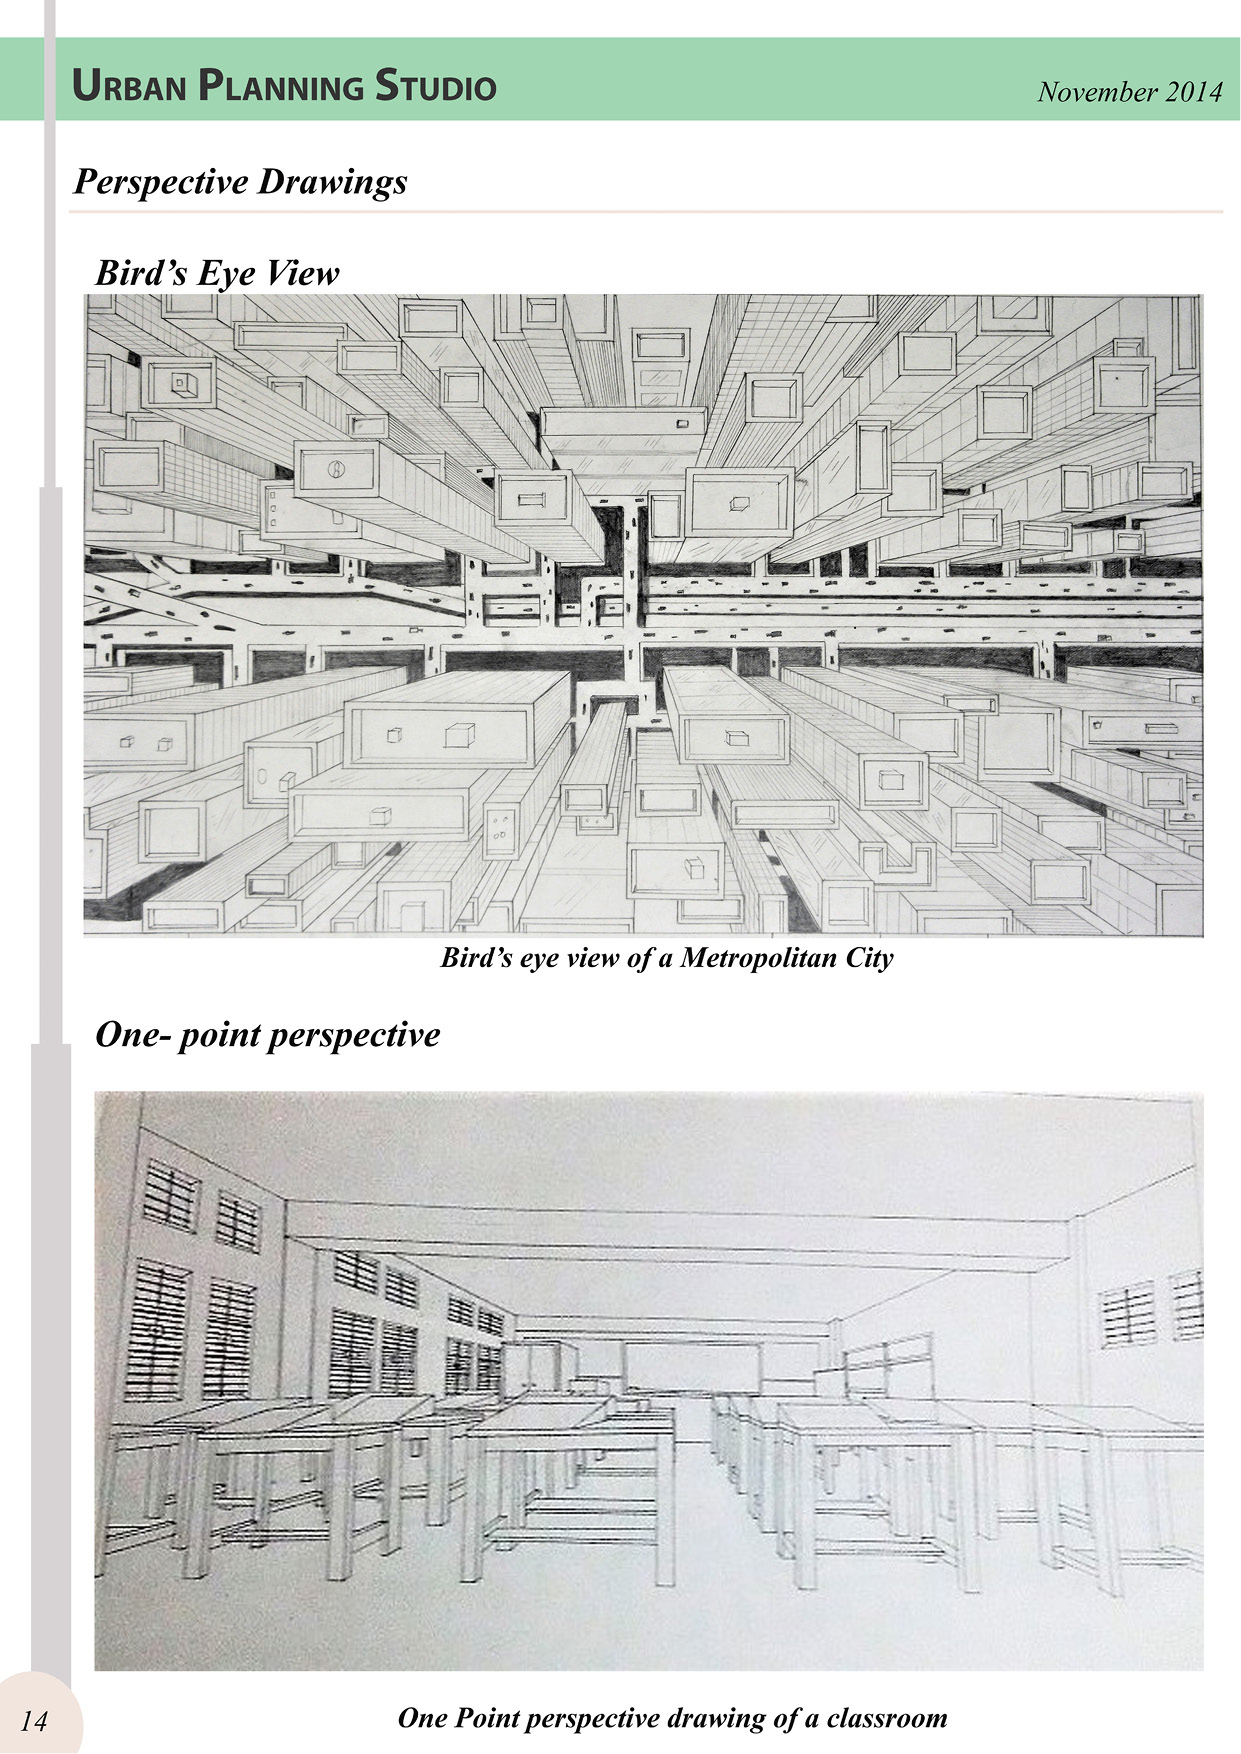 Urban Planning Studio
November 2014
Perspective Drawings
Bird’s Eye View
Bird’s eye view of a Metropolitan City
One- point perspective
One Point perspective drawing of a classroom
14